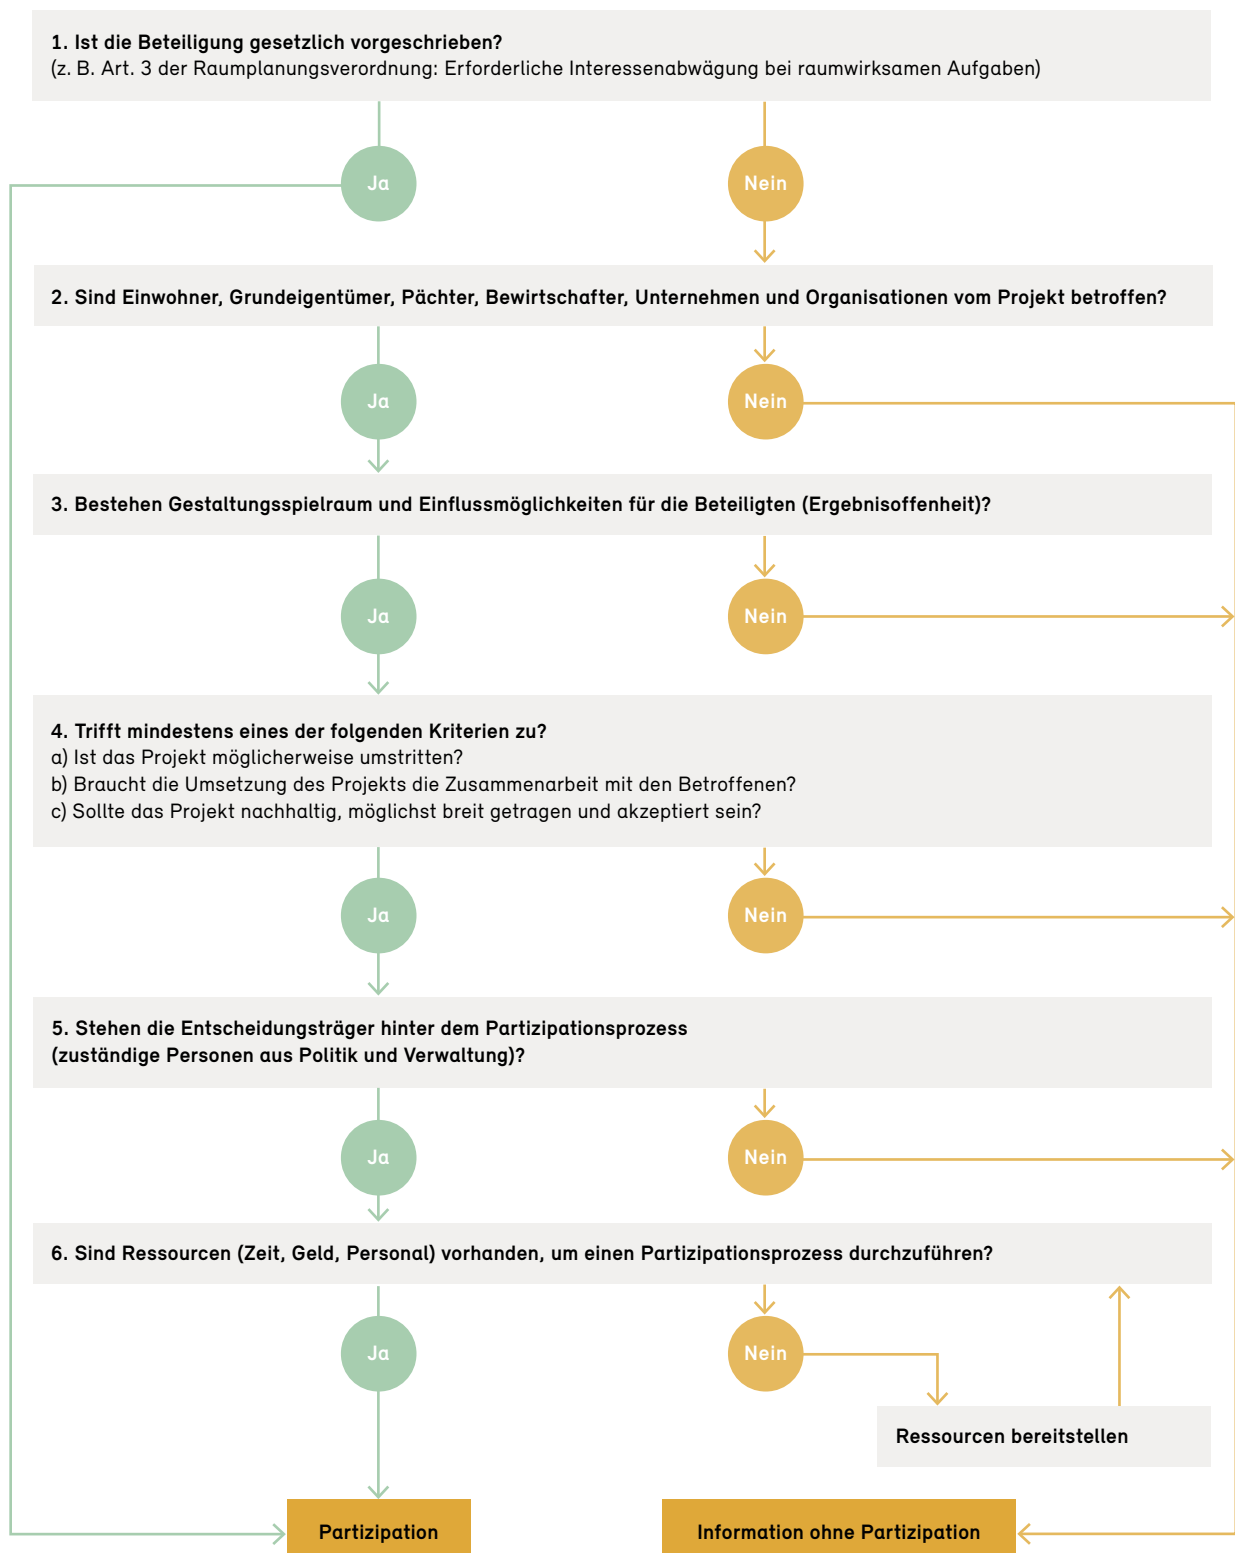 1. Ist die Beteiligung gesetzlich vorgeschrieben?
(z. B. Art. 3 der Raumplanungsverordnung: Erforderliche Interessenabwägung bei raumwirksamen Aufgaben)
Ja
Nein
2. Sind Einwohner, Grundeigentümer, Pächter, Bewirtschafter, Unternehmen und Organisationen vom Projekt betroffen?
Ja
Nein
3. Bestehen Gestaltungsspielraum und Einflussmöglichkeiten für die Beteiligten (Ergebnisoffenheit)?
Ja
Nein
4. Trifft mindestens eines der folgenden Kriterien zu?
a) Ist das Projekt möglicherweise umstritten?
b) Braucht die Umsetzung des Projekts die Zusammenarbeit mit den Betroffenen?
c) Sollte das Projekt nachhaltig, möglichst breit getragen und akzeptiert sein?
Ja
Nein
5. Stehen die Entscheidungsträger hinter dem Partizipationsprozess
(zuständige Personen aus Politik und Verwaltung)?
Ja
Nein
6. Sind Ressourcen (Zeit, Geld, Personal) vorhanden, um einen Partizipationsprozess durchzuführen?
Ja
Nein
Ressourcen bereitstellen
Partizipation
Information ohne Partizipation